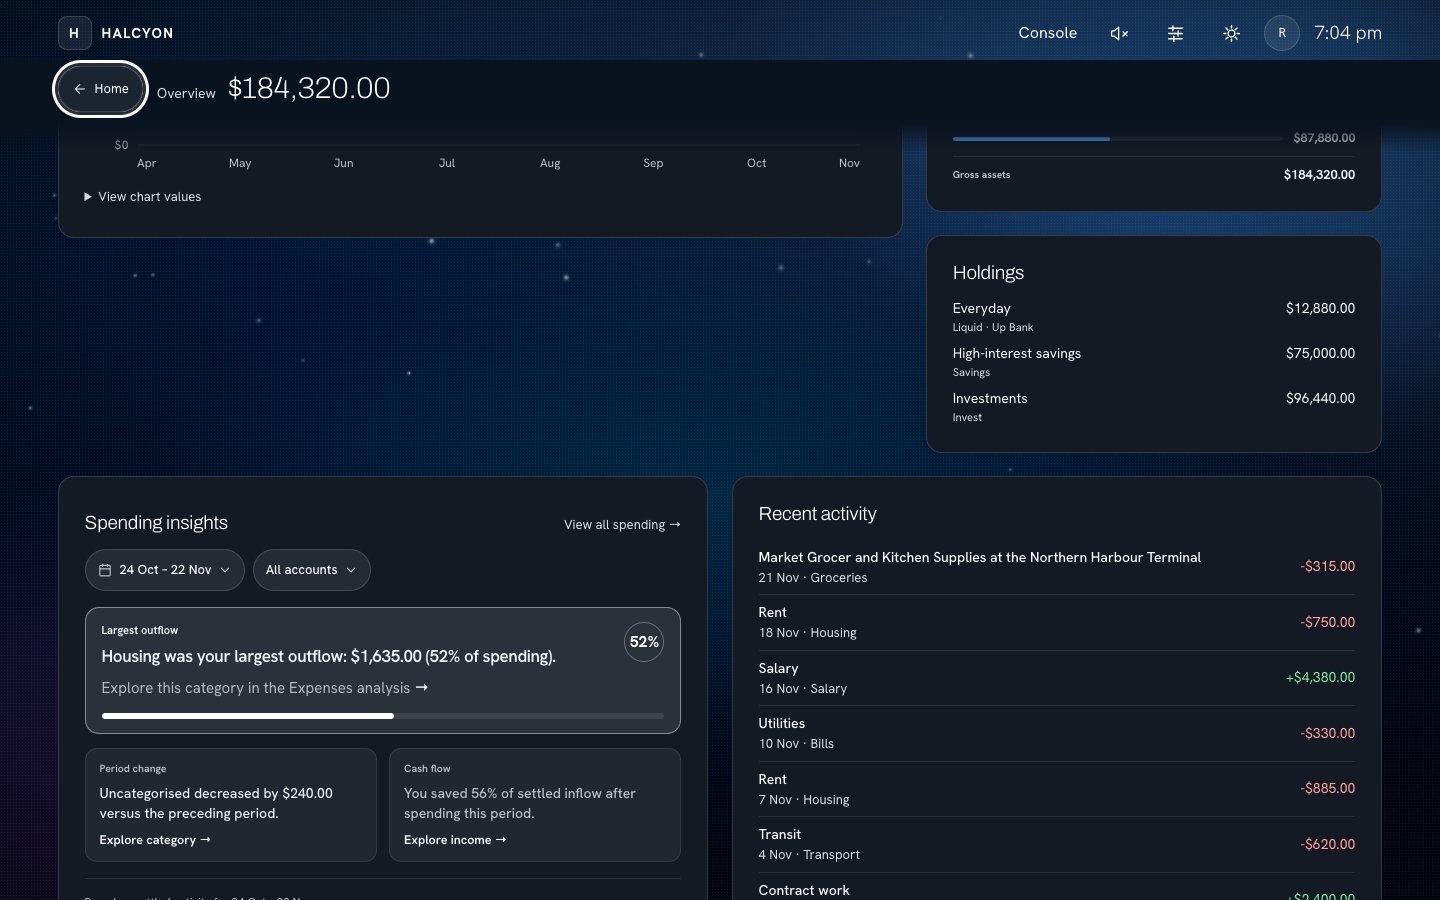 H HALCYON
Console
R
7:04 pm
← Home
Overview $184,320.00
$0
Apr May Jun Jul Aug Sep Oct Nov
▶ View chart values
$87,880.00
Gross assets $184,320.00
Holdings
Everyday $12,880.00
Liquid · Up Bank
High-interest savings $75,000.00
Savings
Investments $96,440.00
Invest
Spending insights
View all spending →
24 Oct – 22 Nov
All accounts
Largest outflow
52%
Housing was your largest outflow: $1,635.00 (52% of spending).
Explore this category in the Expenses analysis →
Period change
Uncategorised decreased by $240.00
versus the preceding period.
Explore category →
Cash flow
You saved 56% of settled inflow after
spending this period.
Explore income →
Recent activity
Market Grocer and Kitchen Supplies at the Northern Harbour Terminal
21 Nov · Groceries
-$315.00
Rent
18 Nov · Housing
-$750.00
Salary
16 Nov · Salary
+$4,380.00
Utilities
10 Nov · Bills
-$330.00
Rent
7 Nov · Housing
-$885.00
Transit
4 Nov · Transport
-$620.00
Contract work
+$2,400.00